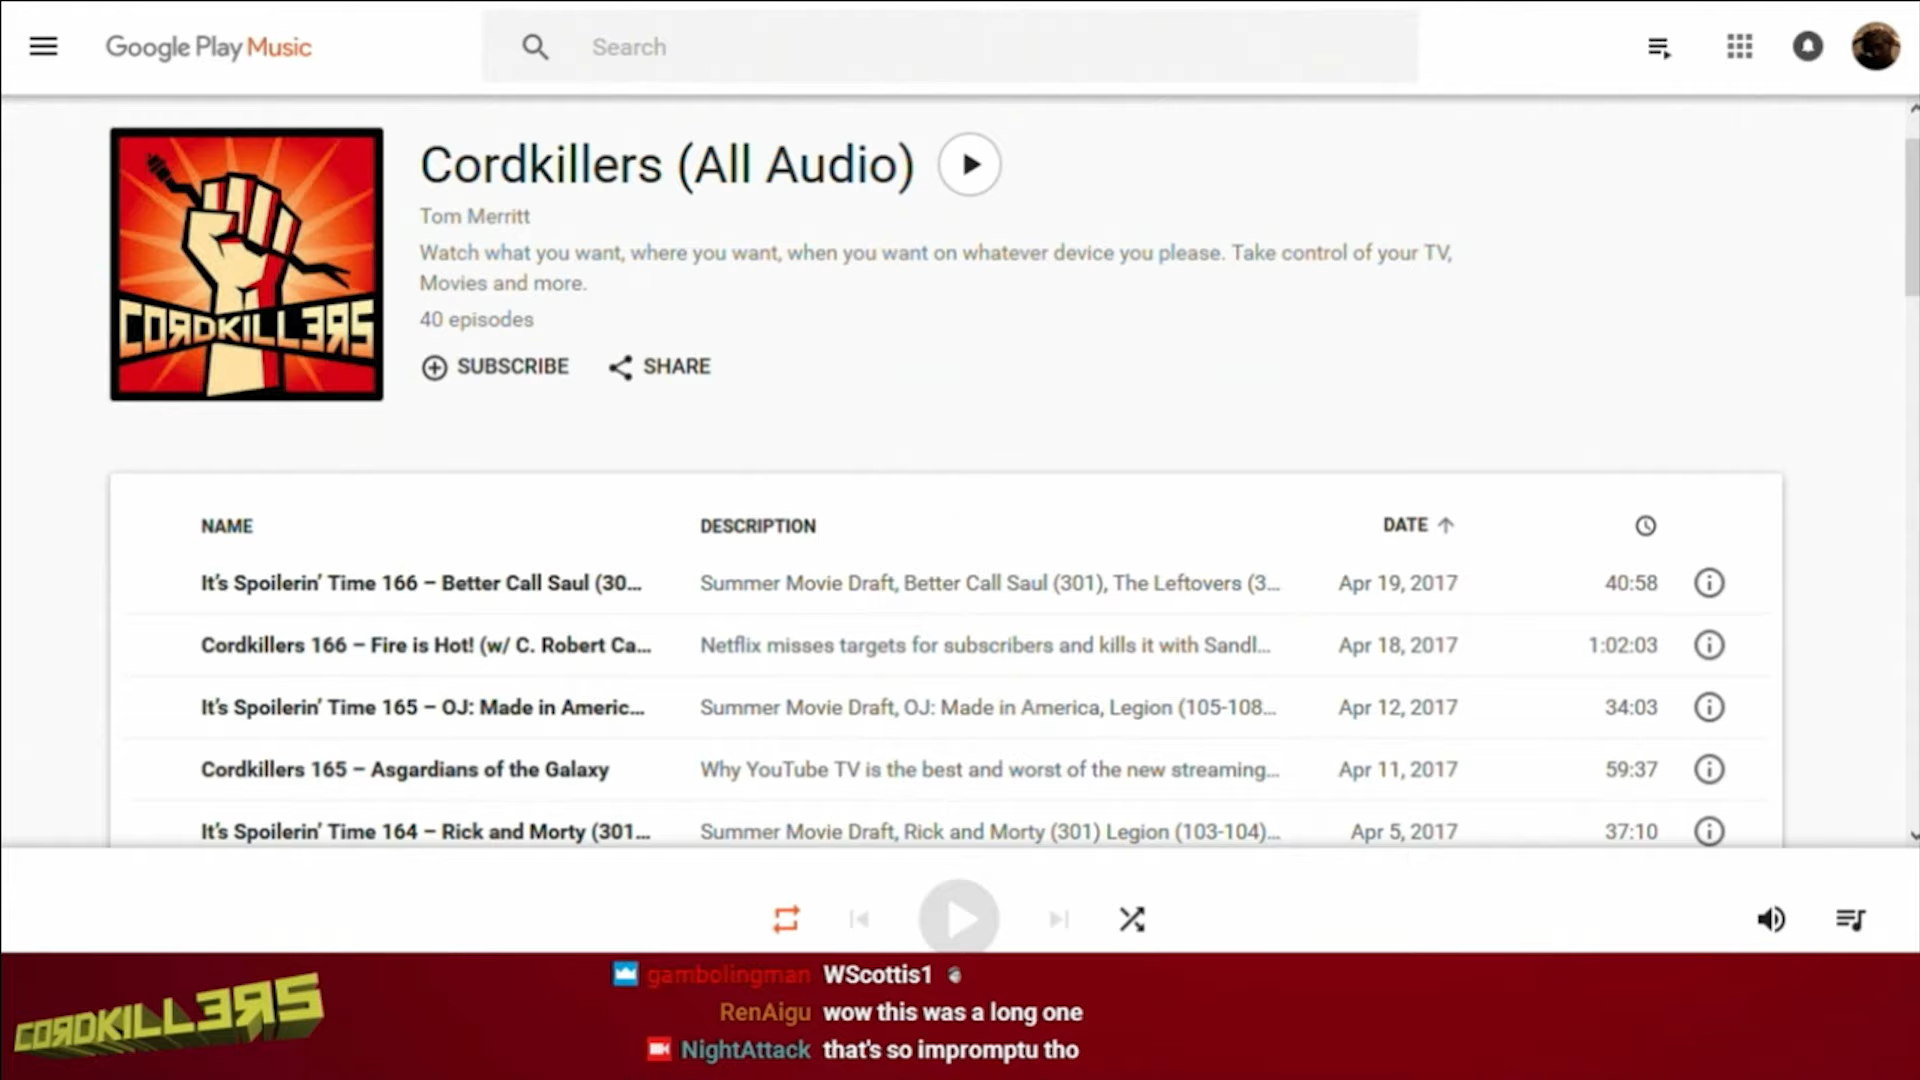 Google Play Music
Search
CORDKILLERS
Cordkillers (All Audio)
Tom Merritt
Watch what you want, where you want, when you want on whatever device you please. Take control of your TV,
Movies and more.
40 episodes
SUBSCRIBE SHARE
NAME DESCRIPTION DATE
It's Spoilerin' Time 166 – Better Call Saul (30... Summer Movie Draft, Better Call Saul (301), The Leftovers (3... Apr 19, 2017 40:58
Cordkillers 166 – Fire is Hot! (w/ C. Robert Ca... Netflix misses targets for subscribers and kills it with Sandl... Apr 18, 2017 1:02:03
It's Spoilerin' Time 165 – OJ: Made in Americ... Summer Movie Draft, OJ: Made in America, Legion (105-108... Apr 12, 2017 34:03
Cordkillers 165 – Asgardians of the Galaxy Why YouTube TV is the best and worst of the new streaming... Apr 11, 2017 59:37
It's Spoilerin' Time 164 – Rick and Morty (301... Summer Movie Draft, Rick and Morty (301) Legion (103-104)... Apr 5, 2017 37:10
CORDKILLERS
gambolingman WScottis1
RenAigu wow this was a long one
NightAttack that's so impromptu tho